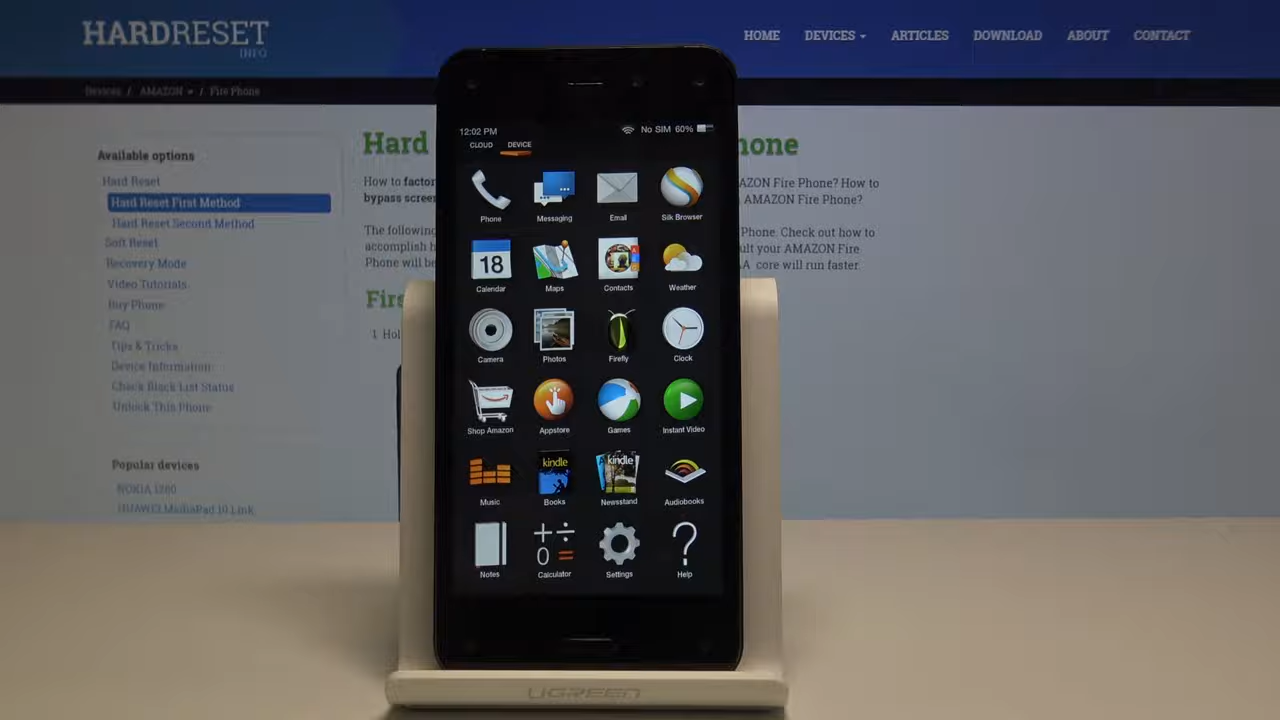 HARDRESET
INFO
HOME
DEVICES
ARTICLES
DOWNLOAD
ABOUT
CONTACT
Devices / AMAZON / Fire Phone
Available options
Hard Reset
Hard Reset First Method
Hard Reset Second Method
Soft Reset
Recovery Mode
Video Tutorials
Buy Phone
FAQ
Tips & Tricks
Device Information
Check Black List Status
Unlock This Phone
Popular devices
NOKIA 1280
HUAWEI MediaPad 10 Link
Hard
How to factor
bypass scree
The following
accomplish h
Phone will be
Firs
1 Hol
AZON Fire Phone? How to
AMAZON Fire Phone?
Phone. Check out how to
ult your AMAZON Fire
core will run faster.
12:02 PM
No SIM 60%
CLOUD DEVICE
Phone Messaging Email Silk Browser
18
Calendar Maps Contacts Weather
Camera Photos Firefly Clock
Shop Amazon Appstore Games Instant Video
kindle kindle
Music Books Newsstand Audiobooks
+ ÷
0 =
Notes Calculator Settings Help
?
UGREEN